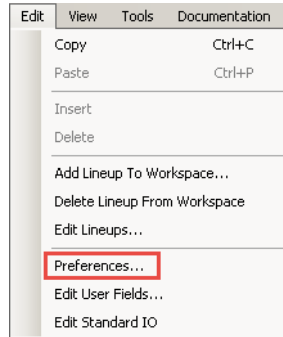 Edit View Tools Documentation
Copy Ctrl+C
Paste Ctrl+P
Insert
Delete
Add Lineup To Workspace...
Delete Lineup From Workspace
Edit Lineups...
Preferences...
Edit User Fields...
Edit Standard IO